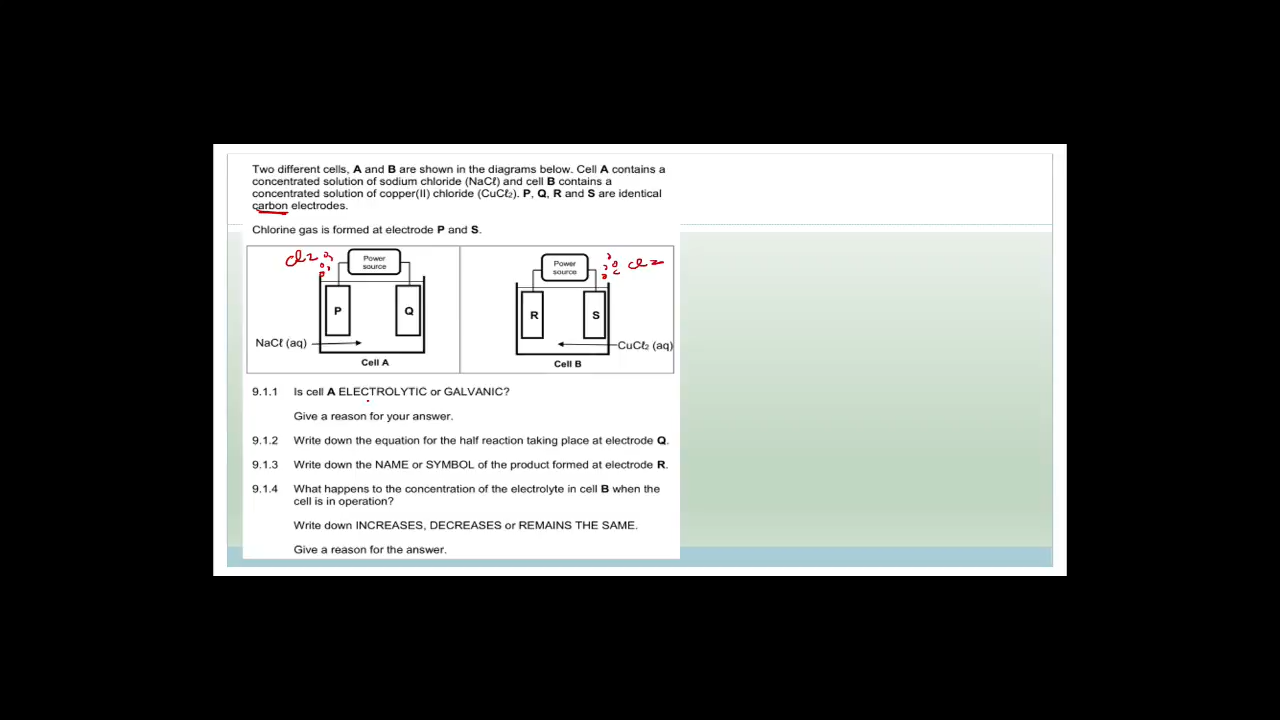 Two different cells, A and B are shown in the diagrams below. Cell A contains a
concentrated solution of sodium chloride (NaCℓ) and cell B contains a
concentrated solution of copper(II) chloride (CuCℓ₂). P, Q, R and S are identical
carbon electrodes.
Chlorine gas is formed at electrode P and S.
Cl2
Power
source
P
Q
NaCℓ (aq)
Cell A
Power
source
Cl2
R
S
CuCℓ₂ (aq)
Cell B
9.1.1 Is cell A ELECTROLYTIC or GALVANIC?
Give a reason for your answer.
9.1.2 Write down the equation for the half reaction taking place at electrode Q.
9.1.3 Write down the NAME or SYMBOL of the product formed at electrode R.
9.1.4 What happens to the concentration of the electrolyte in cell B when the
cell is in operation?
Write down INCREASES, DECREASES or REMAINS THE SAME.
Give a reason for the answer.